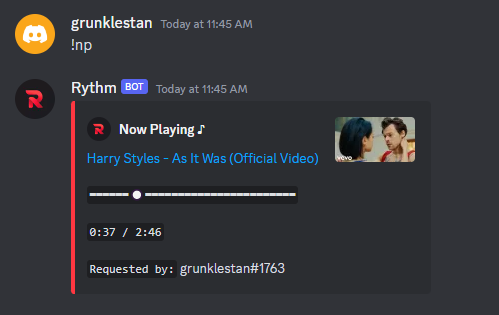 grunklestan Today at 11:45 AM
!np
Rythm BOT Today at 11:45 AM
Now Playing ♪
Harry Styles - As It Was (Official Video)
0:37 / 2:46
Requested by: grunklestan#1763
vevo